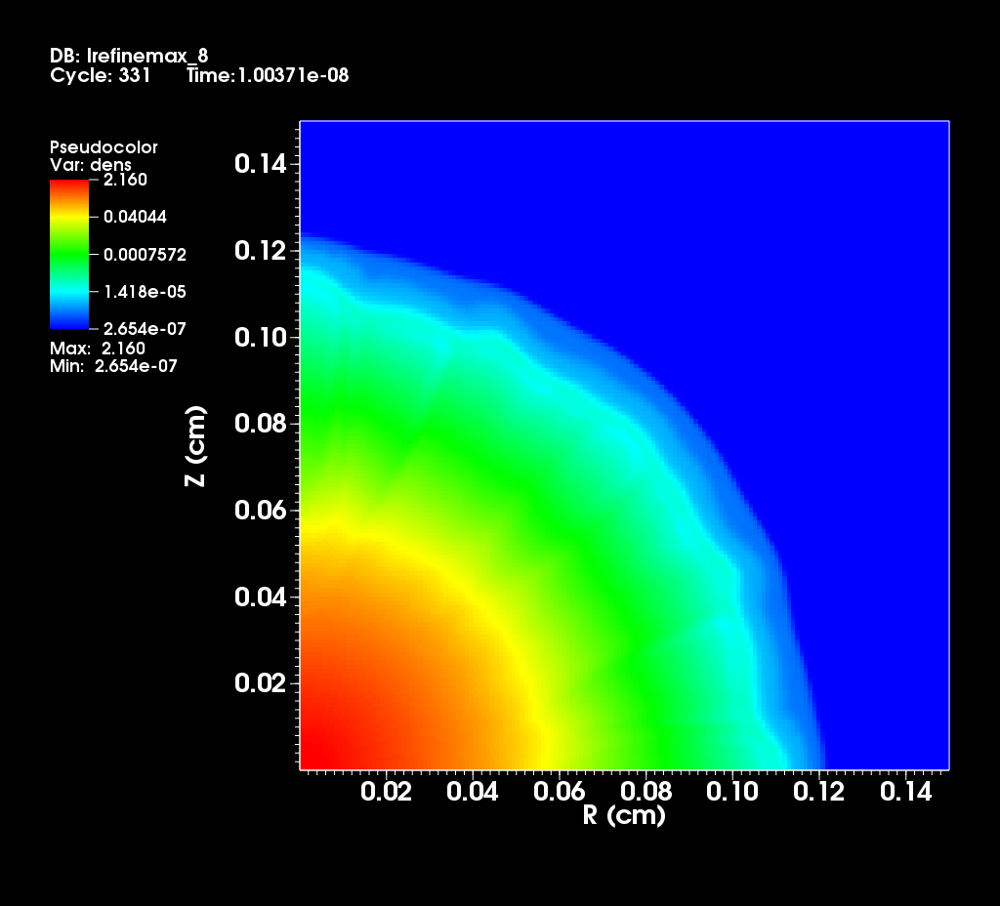 DB: lrefinemax_8
Cycle: 331 Time:1.00371e-08
Pseudocolor
Var: dens
2.160
0.04044
0.0007572
1.418e-05
2.654e-07
Max: 2.160
Min: 2.654e-07
0.14
0.12
0.10
0.08
0.06
0.04
0.02
Z (cm)
0.02 0.04 0.06 0.08 0.10 0.12 0.14
R (cm)